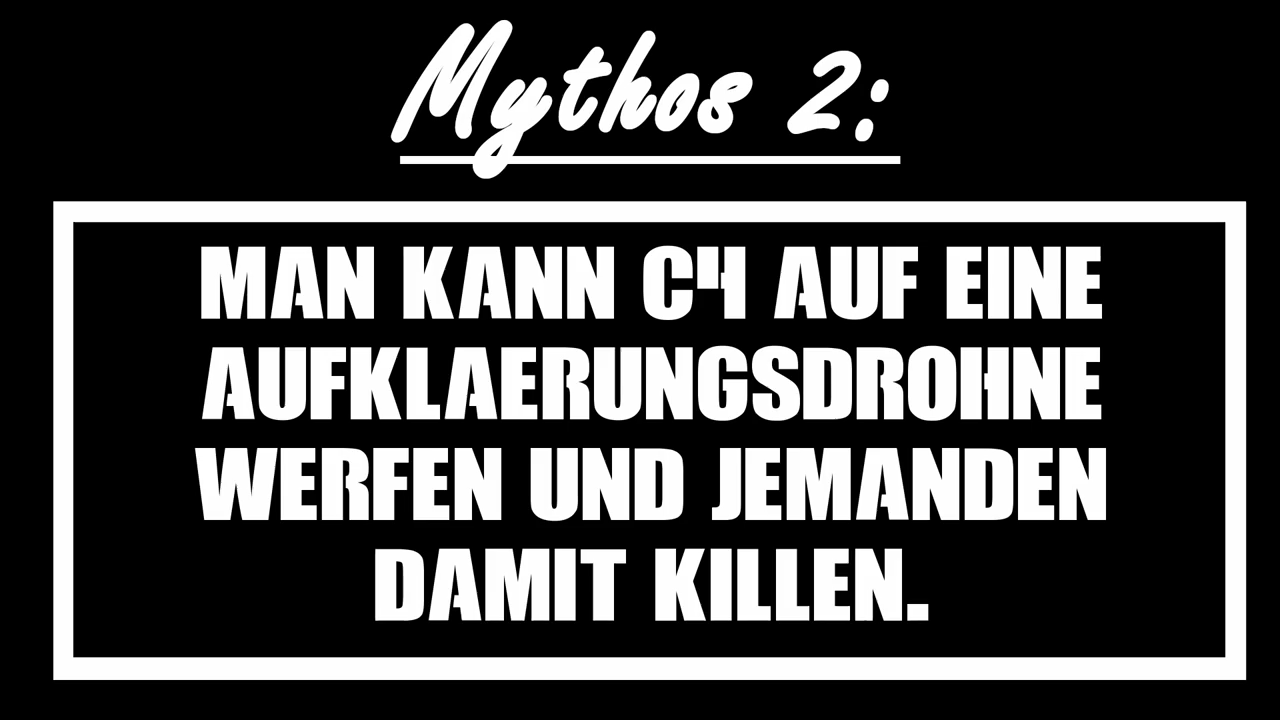 Mythos 2:
MAN KANN C4 AUF EINE
AUFKLAERUNGSDROHNE
WERFEN UND JEMANDEN
DAMIT KILLEN.